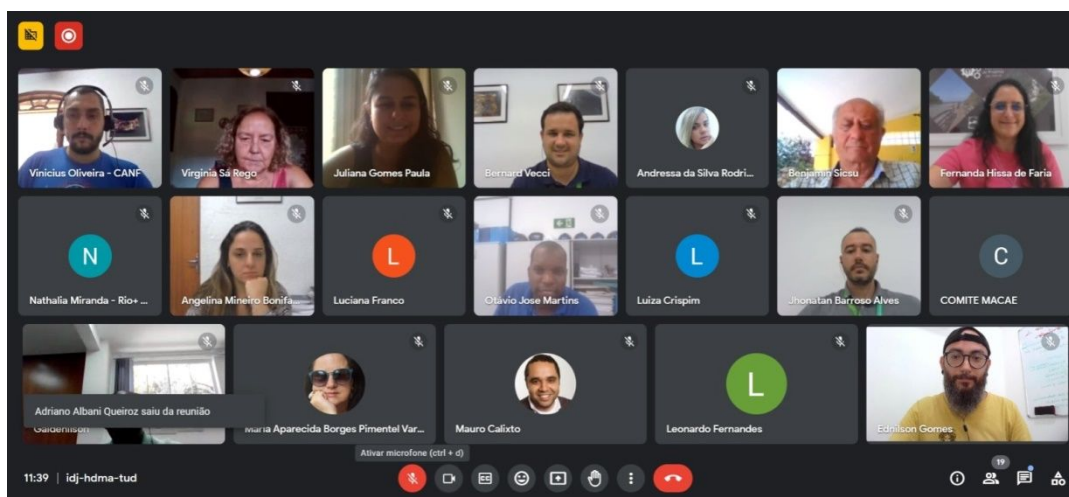 Vinicius Oliveira - CANF
Virginia Sá Rego
Juliana Gomes Paula
Bernard Vecci
Andressa da Silva Rodri...
Benjamin Sicsu
Fernanda Hissa de Faria
N
Nathalia Miranda - Rio+ ...
Angelina Mineiro Bonifa...
L
Luciana Franco
Otávio Jose Martins
L
Luiza Crispim
Jhonatan Barroso Alves
C
COMITE MACAE
Adriano Albani Queiroz saiu da reunião
Galdenilson
Maria Aparecida Borges Pimentel Var...
Mauro Calixto
L
Leonardo Fernandes
Ednilson Gomes
Ativar microfone (ctrl + d)
11:39 | idj-hdma-tud
19